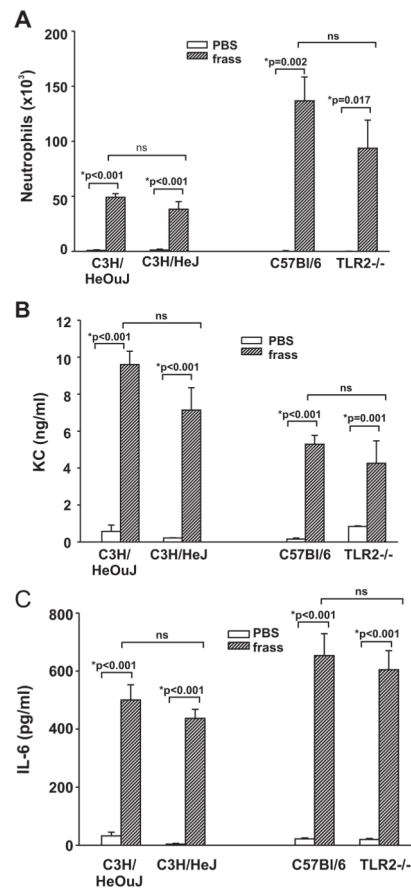 A
ns
200
PBS
frass
*p=0.002
150
*p=0.017
Neutrophils (x10³)
100
ns
*p<0.001
*p<0.001
50
0
C3H/
HeOuJ
C3H/HeJ
C57Bl/6
TLR2-/-
B
12
ns
*p<0.001
PBS
frass
10
*p<0.001
ns
8
KC (ng/ml)
6
*p<0.001
*p=0.001
4
2
0
C3H/
HeOuJ
C3H/HeJ
C57Bl/6
TLR2-/-
C
ns
800
PBS
frass
*p<0.001
ns
*p<0.001
600
*p<0.001
*p<0.001
IL-6 (pg/ml)
400
200
0
C3H/
HeOuJ
C3H/HeJ
C57Bl/6
TLR2-/-